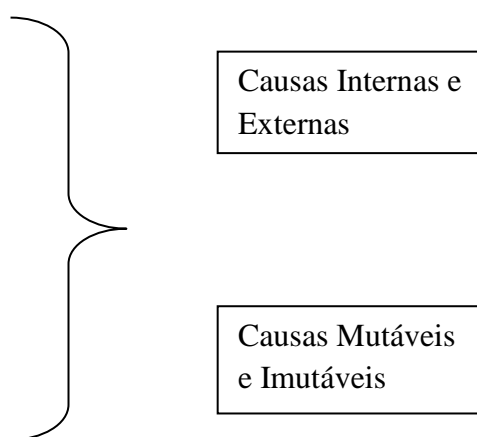 Causas Internas e
Externas
Causas Mutáveis
e Imutáveis